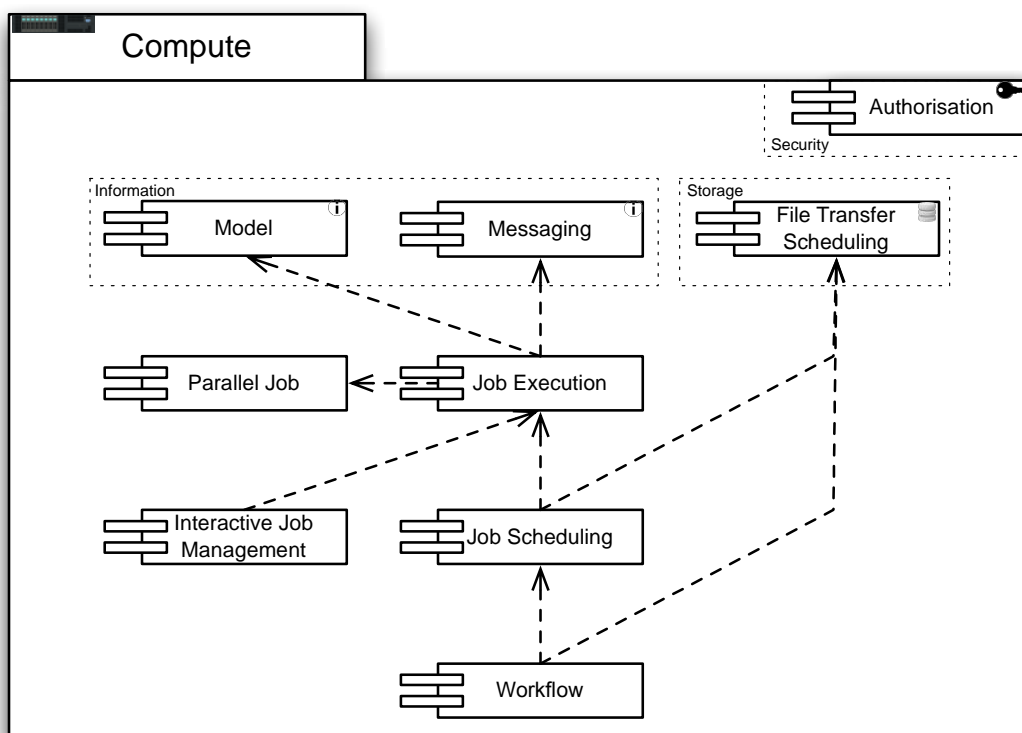 Compute
Authorisation
Security
Information
Storage
Model
Messaging
File Transfer
Scheduling
Parallel Job
Job Execution
Interactive Job
Management
Job Scheduling
Workflow